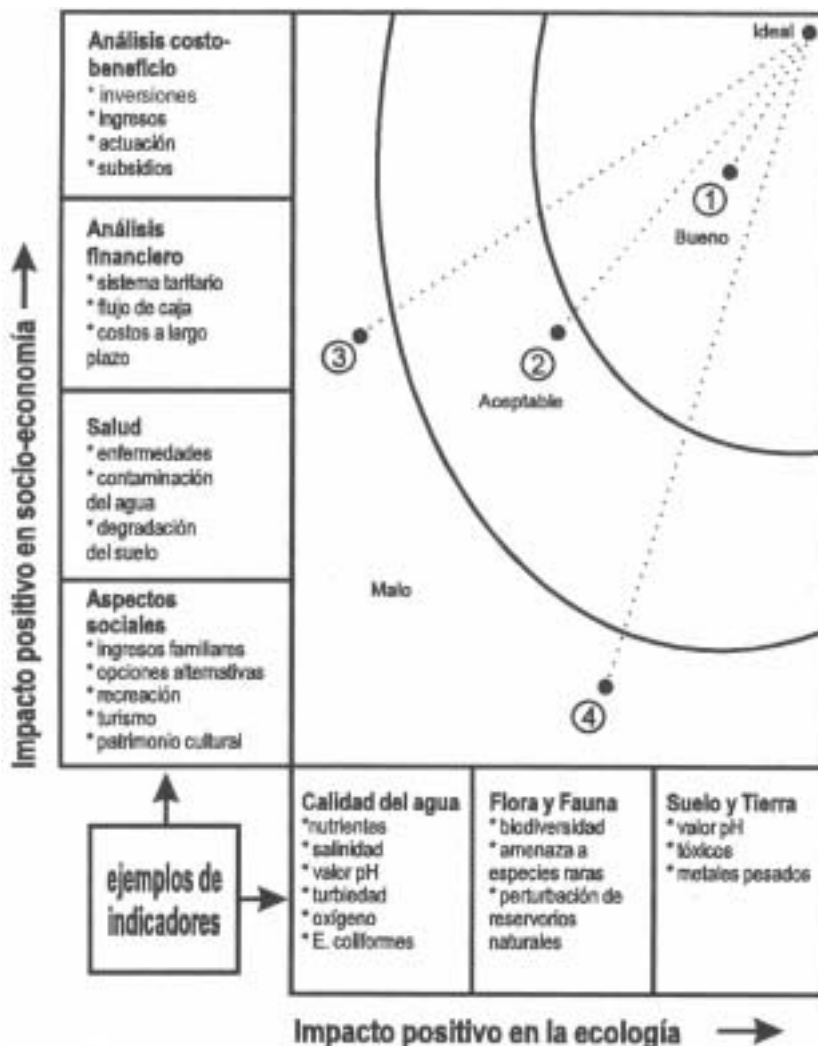 Impacto positivo en socio-economía
Análisis costo-
beneficio
* inversiones
* ingresos
* actuación
* subsidios
Análisis
financiero
* sistema tarifario
* flujo de caja
* costos a largo
plazo
Salud
* enfermedades
* contaminación
del agua
* degradación
del suelo
Aspectos
sociales
* ingresos familiares
* opciones alternativas
* recreación
* turismo
* patrimonio cultural
Ideal
1
Bueno
2
Aceptable
3
Malo
4
ejemplos de
indicadores
Calidad del agua
*nutrientes
* salinidad
* valor pH
* turbiedad
* oxígeno
* E. coliformes
Flora y Fauna
* biodiversidad
* amenaza a
especies raras
* perturbación de
reservorios
naturales
Suelo y Tierra
* valor pH
* tóxicos
* metales pesados
Impacto positivo en la ecología